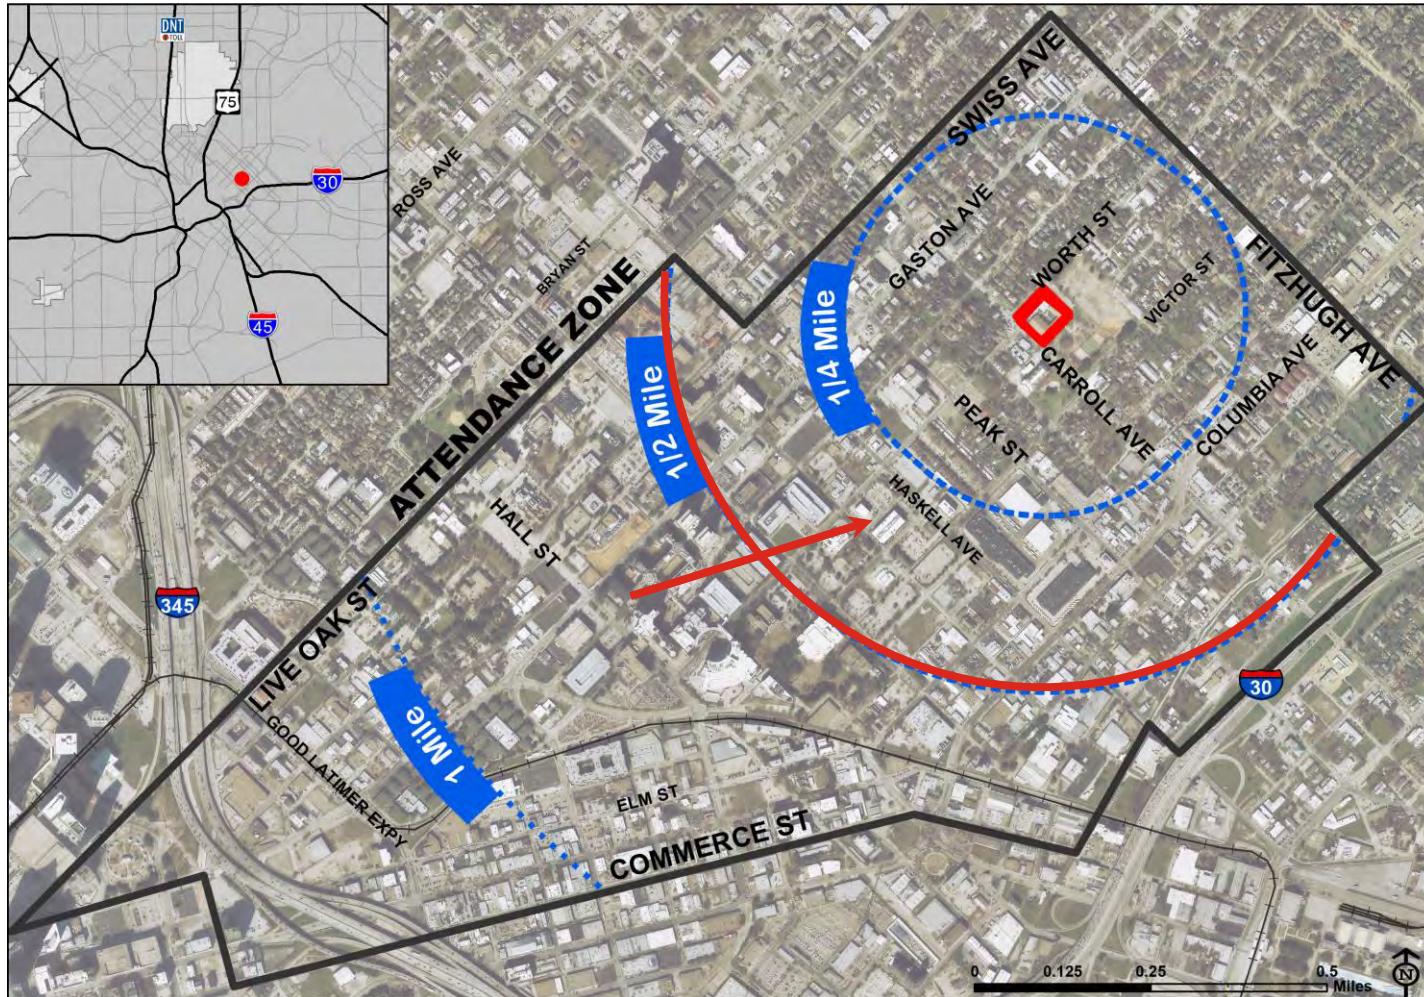 DNT
TOLL
75
30
45
ROSS AVE
BRYAN ST
ATTENDANCE ZONE
SWISS AVE
GASTON AVE
WORTH ST
VICTOR ST
FITZHUGH AVE
1/4 Mile
1/2 Mile
CARROLL AVE
COLUMBIA AVE
PEAK ST
HASKELL AVE
HALL ST
345
LIVE OAK ST
30
1 Mile
GOOD LATIMER EXPY
ELM ST
COMMERCE ST
0 0.125 0.25 0.5
Miles
N